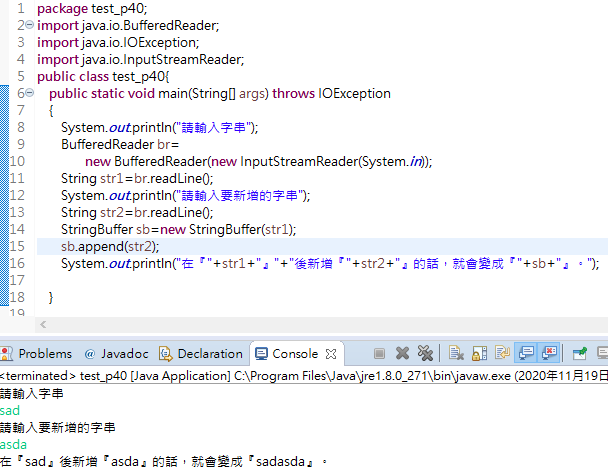 1 package test_p40;
2 import java.io.BufferedReader;
3 import java.io.IOException;
4 import java.io.InputStreamReader;
5 public class test_p40{
6 public static void main(String[] args) throws IOException
7 {
8 System.out.println("請輸入字串");
9 BufferedReader br=
10 new BufferedReader(new InputStreamReader(System.in));
11 String str1=br.readLine();
12 System.out.println("請輸入要新增的字串");
13 String str2=br.readLine();
14 StringBuffer sb=new StringBuffer(str1);
15 sb.append(str2);
16 System.out.println("在『"+str1+"』"+"後新增『"+str2+"』的話，就會變成『"+sb+"』。");
17
18 }
19
Problems @ Javadoc Declaration Console
<terminated> test_p40 [Java Application] C:\Program Files\Java\jre1.8.0_271\bin\javaw.exe (2020年11月19日
請輸入字串
sad
請輸入要新增的字串
asda
在『sad』後新增『asda』的話，就會變成『sadasda』。